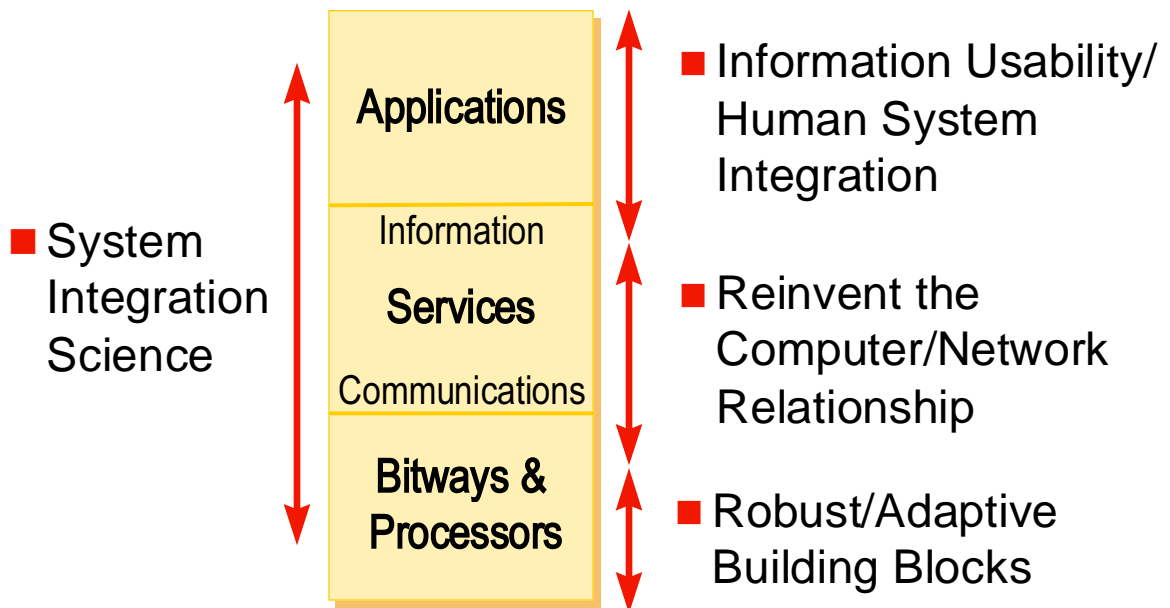 System
Integration
Science
Applications
Information
Services
Communications
Bitways &
Processors
Information Usability/
Human System
Integration
Reinvent the
Computer/Network
Relationship
Robust/Adaptive
Building Blocks